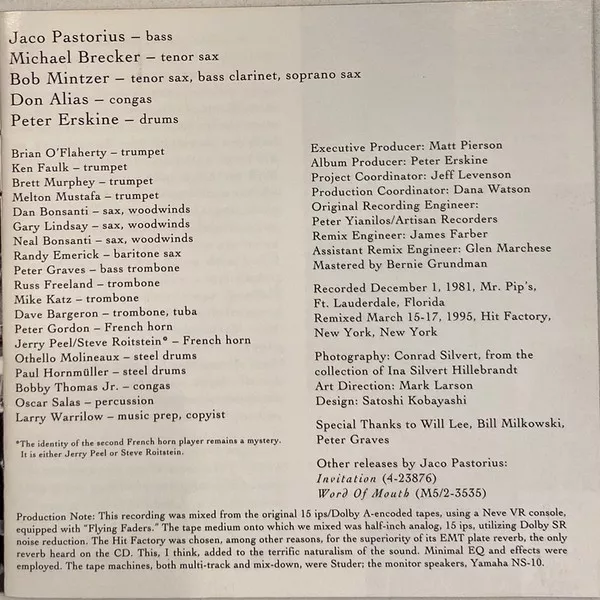 Jaco Pastorius – bass
Michael Brecker – tenor sax
Bob Mintzer – tenor sax, bass clarinet, soprano sax
Don Alias – congas
Peter Erskine – drums
Brian O'Flaherty – trumpet
Ken Faulk – trumpet
Brett Murphey – trumpet
Melton Mustafa – trumpet
Dan Bonsanti – sax, woodwinds
Gary Lindsay – sax, woodwinds
Neal Bonsanti – sax, woodwinds
Randy Emerick – baritone sax
Peter Graves – bass trombone
Russ Freeland – trombone
Mike Katz – trombone
Dave Bargeron – trombone, tuba
Peter Gordon – French horn
Jerry Peel/Steve Roitstein* – French horn
Othello Molineaux – steel drums
Paul Hornmüller – steel drums
Bobby Thomas Jr. – congas
Oscar Salas – percussion
Larry Warrilow – music prep, copyist
*The identity of the second French horn player remains a mystery.
It is either Jerry Peel or Steve Roitstein.
Executive Producer: Matt Pierson
Album Producer: Peter Erskine
Project Coordinator: Jeff Levenson
Production Coordinator: Dana Watson
Original Recording Engineer:
Peter Yianilos/Artisan Recorders
Remix Engineer: James Farber
Assistant Remix Engineer: Glen Marchese
Mastered by Bernie Grundman
Recorded December 1, 1981, Mr. Pip's,
Ft. Lauderdale, Florida
Remixed March 15-17, 1995, Hit Factory,
New York, New York
Photography: Conrad Silvert, from the
collection of Ina Silvert Hillebrandt
Art Direction: Mark Larson
Design: Satoshi Kobayashi
Special Thanks to Will Lee, Bill Milkowski,
Peter Graves
Other releases by Jaco Pastorius:
Invitation (4-23876)
Word Of Mouth (M5/2-3535)
Production Note: This recording was mixed from the original 15 ips/Dolby A-encoded tapes, using a Neve VR console,
equipped with "Flying Faders." The tape medium onto which we mixed was half-inch analog, 15 ips, utilizing Dolby SR
noise reduction. The Hit Factory was chosen, among other reasons, for the superiority of its EMT plate reverb, the only
reverb heard on the CD. This, I think, added to the terrific naturalism of the sound. Minimal EQ and effects were
employed. The tape machines, both multi-track and mix-down, were Studer; the monitor speakers, Yamaha NS-10.